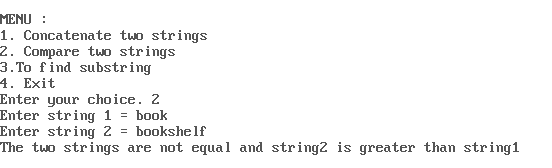 MENU :
1. Concatenate two strings
2. Compare two strings
3.To find substring
4. Exit
Enter your choice. 2
Enter string 1 = book
Enter string 2 = bookshelf
The two strings are not equal and string2 is greater than string1